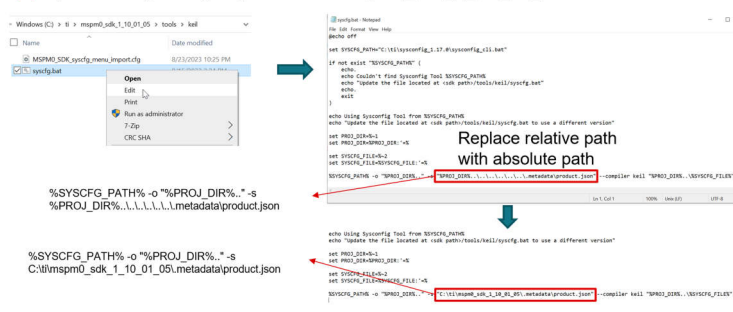 Windows (C:) > ti > mspm0_sdk_1_10_01_05 > tools > keil
Name
Date modified
MSPM0_SDK_syscfg_menu_import.cfg
8/23/2023 10:25 PM
syscfg.bat
Open
Edit
Print
Run as administrator
7-Zip
CRC SHA
syscfg.bat - Notepad
File Edit Format View Help
@echo off
set SYSCFG_PATH="C:\ti\sysconfig_1.17.0\sysconfig_cli.bat"
if not exist "%SYSCFG_PATH%" (
echo.
echo Couldn't find Sysconfig Tool %SYSCFG_PATH%
echo "Update the file located at <sdk path>/tools/keil/syscfg.bat"
echo.
exit
)
echo Using Sysconfig Tool from %SYSCFG_PATH%
echo "Update the file located at <sdk path>/tools/keil/syscfg.bat to use a different version"
set PROJ_DIR=%~1
set PROJ_DIR=%PROJ_DIR:'=%
set SYSCFG_FILE=%~2
set SYSCFG_FILE=%SYSCFG_FILE:'=%
%SYSCFG_PATH% -o "%PROJ_DIR%.." -s "%PROJ_DIR%..\..\..\..\..\..\.metadata\product.json" --compiler keil "%PROJ_DIR%..\%SYSCFG_FILE%"
Replace relative path
with absolute path
Ln 1, Col 1
100%
Unix (LF)
UTF-8
%SYSCFG_PATH% -o "%PROJ_DIR%.." -s
%PROJ_DIR%..\..\..\..\..\..\.metadata\product.json
echo Using Sysconfig Tool from %SYSCFG_PATH%
echo "Update the file located at <sdk path>/tools/keil/syscfg.bat to use a different version"
set PROJ_DIR=%~1
set PROJ_DIR=%PROJ_DIR:'=%
set SYSCFG_FILE=%~2
set SYSCFG_FILE=%SYSCFG_FILE:'=%
%SYSCFG_PATH% -o "%PROJ_DIR%.." -s "C:\ti\mspm0_sdk_1_10_01_05\.metadata\product.json" --compiler keil "%PROJ_DIR%..\%SYSCFG_FILE%"
%SYSCFG_PATH% -o "%PROJ_DIR%.." -s
C:\ti\mspm0_sdk_1_10_01_05\.metadata\product.json